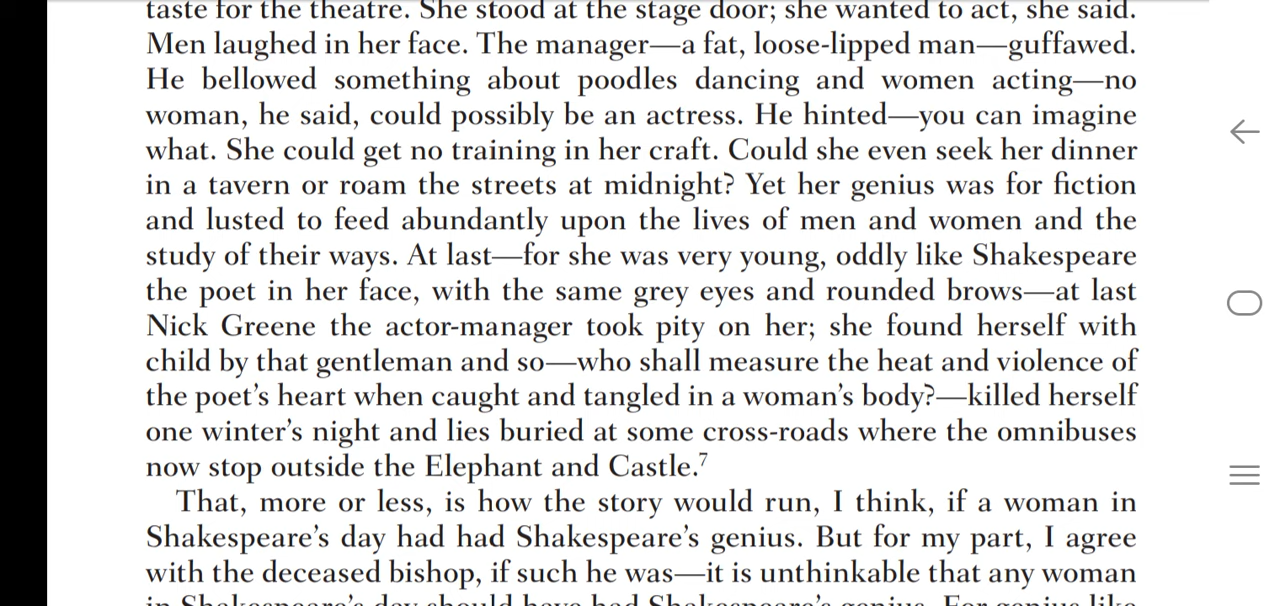 taste for the theatre. She stood at the stage door; she wanted to act, she said.
Men laughed in her face. The manager—a fat, loose-lipped man—guffawed.
He bellowed something about poodles dancing and women acting—no
woman, he said, could possibly be an actress. He hinted—you can imagine
what. She could get no training in her craft. Could she even seek her dinner
in a tavern or roam the streets at midnight? Yet her genius was for fiction
and lusted to feed abundantly upon the lives of men and women and the
study of their ways. At last—for she was very young, oddly like Shakespeare
the poet in her face, with the same grey eyes and rounded brows—at last
Nick Greene the actor-manager took pity on her; she found herself with
child by that gentleman and so—who shall measure the heat and violence of
the poet’s heart when caught and tangled in a woman’s body?—killed herself
one winter’s night and lies buried at some cross-roads where the omnibuses
now stop outside the Elephant and Castle.⁷
That, more or less, is how the story would run, I think, if a woman in
Shakespeare’s day had had Shakespeare’s genius. But for my part, I agree
with the deceased bishop, if such he was—it is unthinkable that any woman
in Shakespeare’s day should have had Shakespeare’s genius. For genius like